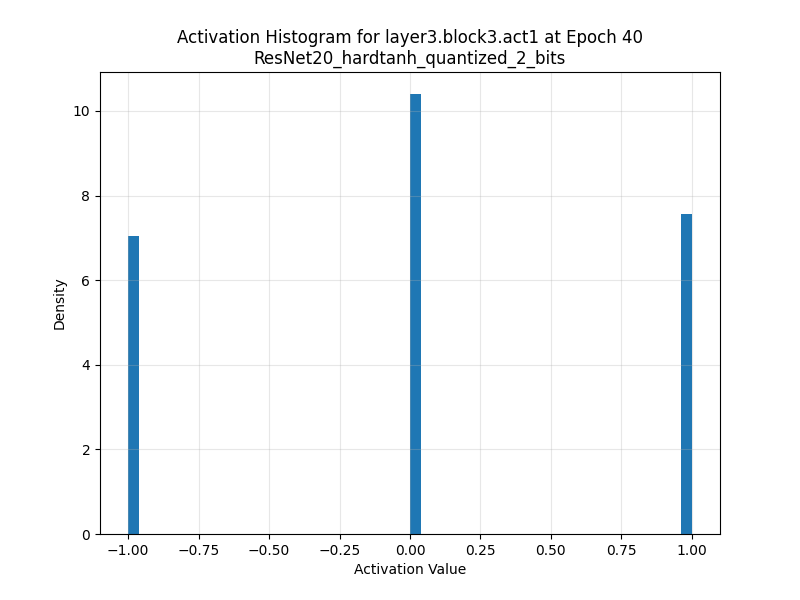 Activation Histogram for layer3.block3.act1 at Epoch 40
ResNet20_hardtanh_quantized_2_bits
Density
10
8
6
4
2
0
−1.00 −0.75 −0.50 −0.25 0.00 0.25 0.50 0.75 1.00
Activation Value